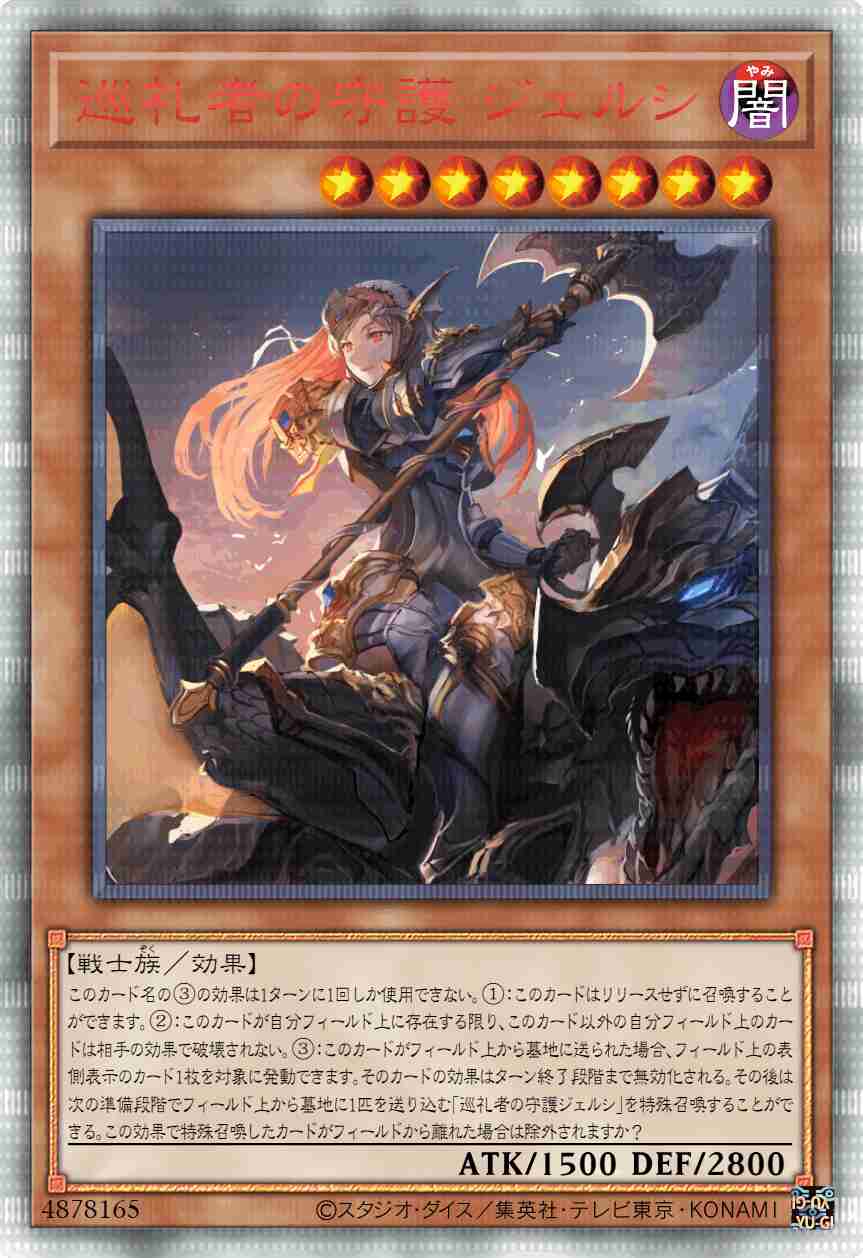 巡礼者の守護 ジェルシ
やみ
闇
ぞく
【戦士族／効果】
このカード名の③の効果は1ターンに1回しか使用できない。①：このカードはリリースせずに召喚すること
ができます。②：このカードが自分フィールド上に存在する限り、このカード以外の自分フィールド上のカー
ドは相手の効果で破壊されない。③：このカードがフィールド上から墓地に送られた場合、フィールド上の表
側表示のカード1枚を対象に発動できます。そのカードの効果はターン終了段階まで無効化される。その後は
次の準備段階でフィールド上から墓地に1匹を送り込む「巡礼者の守護ジェルシ」を特殊召喚することがで
きる。この効果で特殊召喚したカードがフィールドから離れた場合は除外されますか？
ATK/1500 DEF/2800
4878165 ©スタジオ・ダイス／集英社・テレビ東京・KONAMI